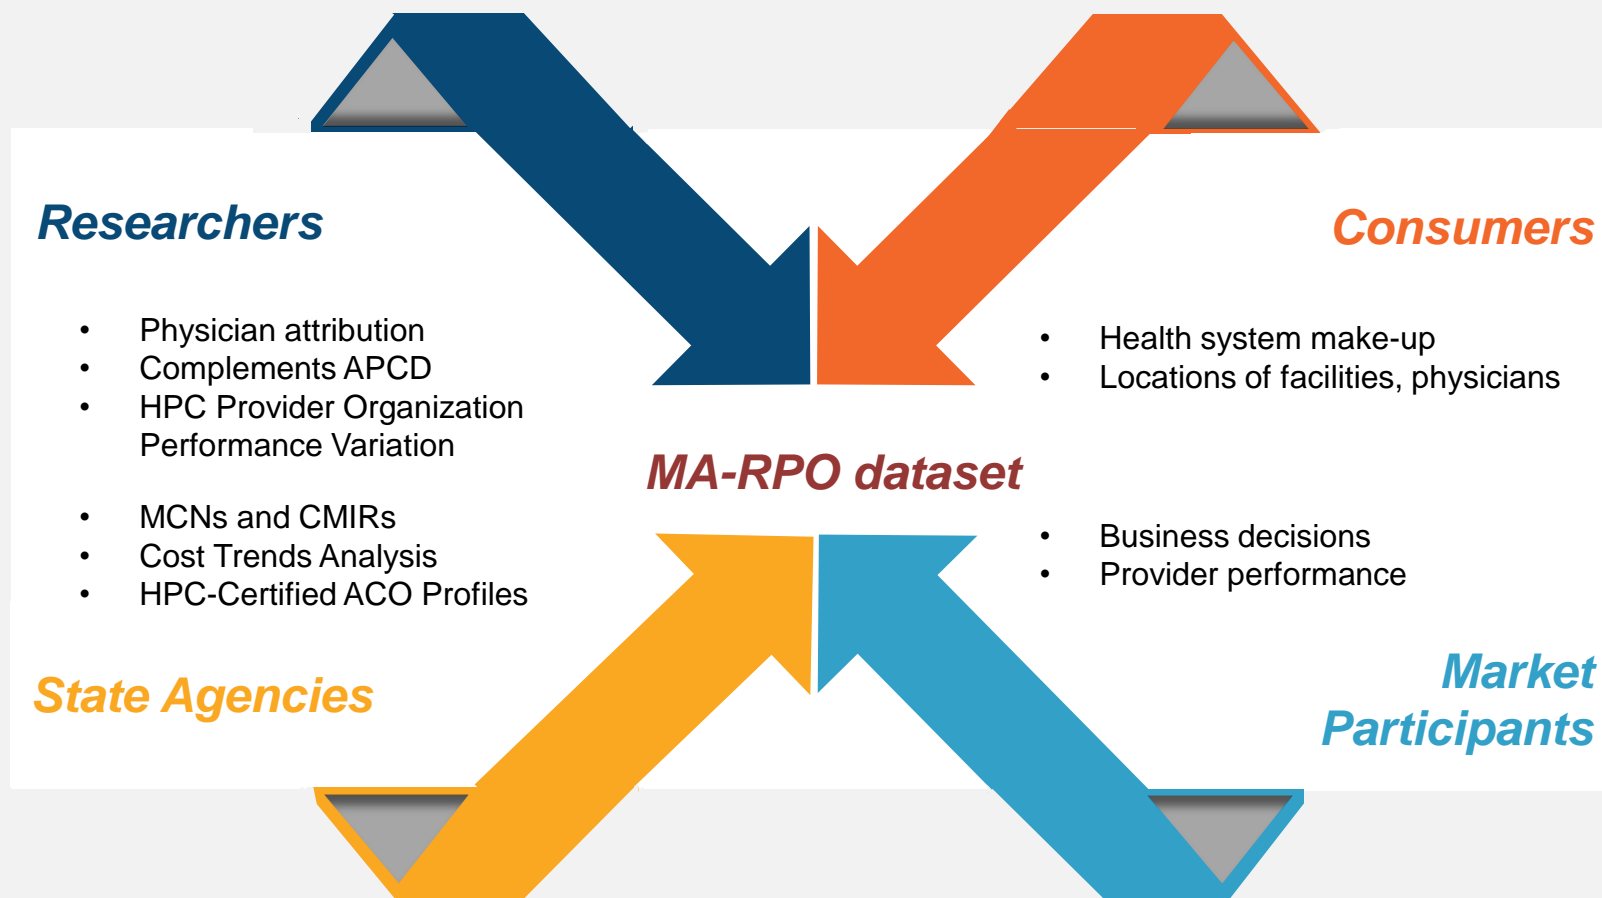 Researchers
• Physician attribution
• Complements APCD
• HPC Provider Organization
Performance Variation
Consumers
• Health system make-up
• Locations of facilities, physicians
MA-RPO dataset
• MCNs and CMIRs
• Cost Trends Analysis
• HPC-Certified ACO Profiles
State Agencies
• Business decisions
• Provider performance
Market
Participants